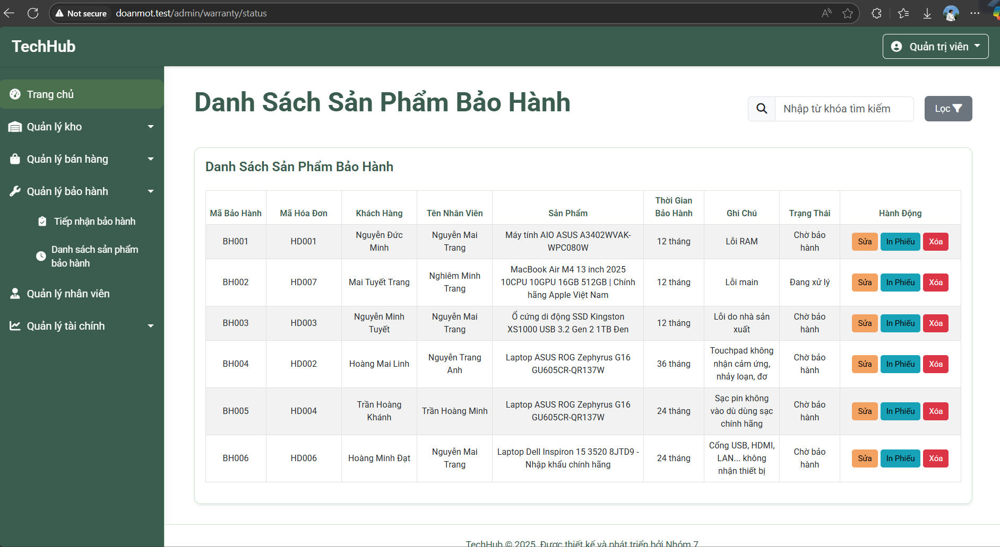 Not secure doanmot.test/admin/warranty/status
TechHub
Quản trị viên
Trang chủ
Quản lý kho
Quản lý bán hàng
Quản lý bảo hành
Tiếp nhận bảo hành
Danh sách sản phẩm
bảo hành
Quản lý nhân viên
Quản lý tài chính
Danh Sách Sản Phẩm Bảo Hành
Nhập từ khóa tìm kiếm
Lọc
Danh Sách Sản Phẩm Bảo Hành
Mã Bảo Hành Mã Hóa Đơn Khách Hàng Tên Nhân Viên Sản Phẩm Thời Gian Bảo Hành Ghi Chú Trạng Thái Hành Động
BH001 HD001 Nguyễn Đức Minh Nguyễn Mai Trang Máy tính AIO ASUS A3402WVAK-WPC080W 12 tháng Lỗi RAM Chờ bảo hành Sửa In Phiếu Xóa
BH002 HD007 Mai Tuyết Trang Nghiêm Minh Trang MacBook Air M4 13 inch 2025 10CPU 10GPU 16GB 512GB | Chính hãng Apple Việt Nam 12 tháng Lỗi main Đang xử lý Sửa In Phiếu Xóa
BH003 HD003 Nguyễn Minh Tuyết Nguyễn Mai Trang Ổ cứng di động SSD Kingston XS1000 USB 3.2 Gen 2 1TB Đen 12 tháng Lỗi do nhà sản xuất Chờ bảo hành Sửa In Phiếu Xóa
BH004 HD002 Hoàng Mai Linh Nguyễn Trang Anh Laptop ASUS ROG Zephyrus G16 GU605CR-QR137W 36 tháng Touchpad không nhận cảm ứng, nhảy loạn, đơ Chờ bảo hành Sửa In Phiếu Xóa
BH005 HD004 Trần Hoàng Khánh Trần Hoàng Minh Laptop ASUS ROG Zephyrus G16 GU605CR-QR137W 24 tháng Sạc pin không vào dù dùng sạc chính hãng Chờ bảo hành Sửa In Phiếu Xóa
BH006 HD006 Hoàng Minh Đạt Nguyễn Mai Trang Laptop Dell Inspiron 15 3520 8JTD9 - Nhập khẩu chính hãng 24 tháng Cổng USB, HDMI, LAN... không nhận thiết bị Chờ bảo hành Sửa In Phiếu Xóa
TechHub © 2025. Được thiết kế và phát triển bởi Nhóm 7